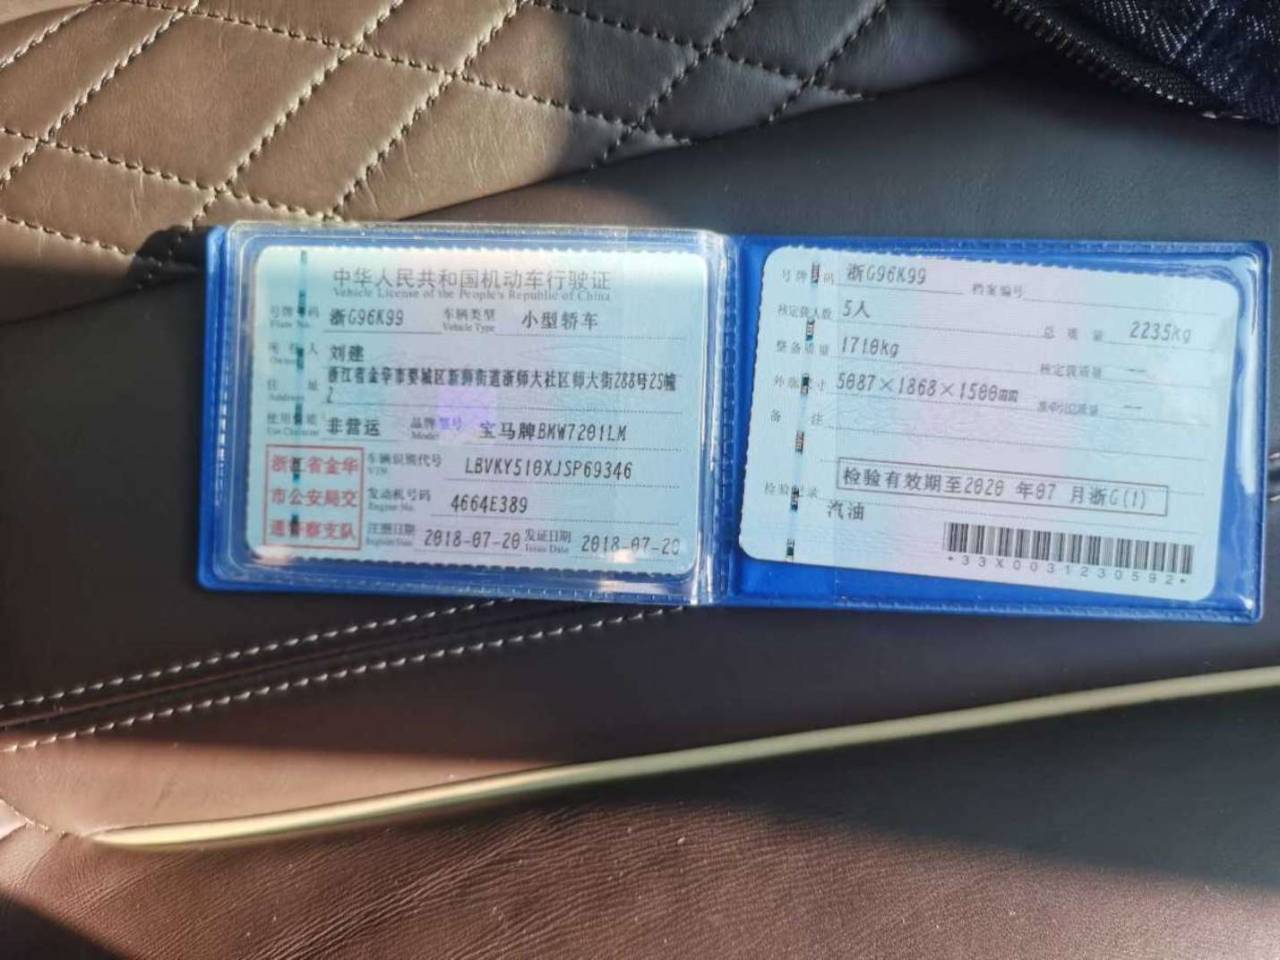 中华人民共和国机动车行驶证
Vehicle License of the People's Republic of China
号牌号码 浙G96K99 车辆类型 小型轿车
Plate No. Vehicle Type
所有人 刘建
Owner
浙江省金华市婺城区新狮街道浙师大社区师大街288号25幢
住址 2
Address
使用性质 非营运 品牌型号 宝马牌BMW7201LM
Use Character Model
浙江省金华
市公安局交
通警察支队
车辆识别代号 LBVKY510XJSP69346
VIN
发动机号码 4664E389
Engine No.
注册日期 2018-07-20 发证日期 2018-07-20
Register Date Issue Date
号牌号码 浙G96K99 档案编号
核定载人数 5人 总质量 2235kg
整备质量 1710kg 核定载质量 --
外廓尺寸 5087×1868×1500mm 准牵引总质量 --
备注
检验有效期至2020 年07 月浙G(1)
检验记录
汽油
*33X0031230592*